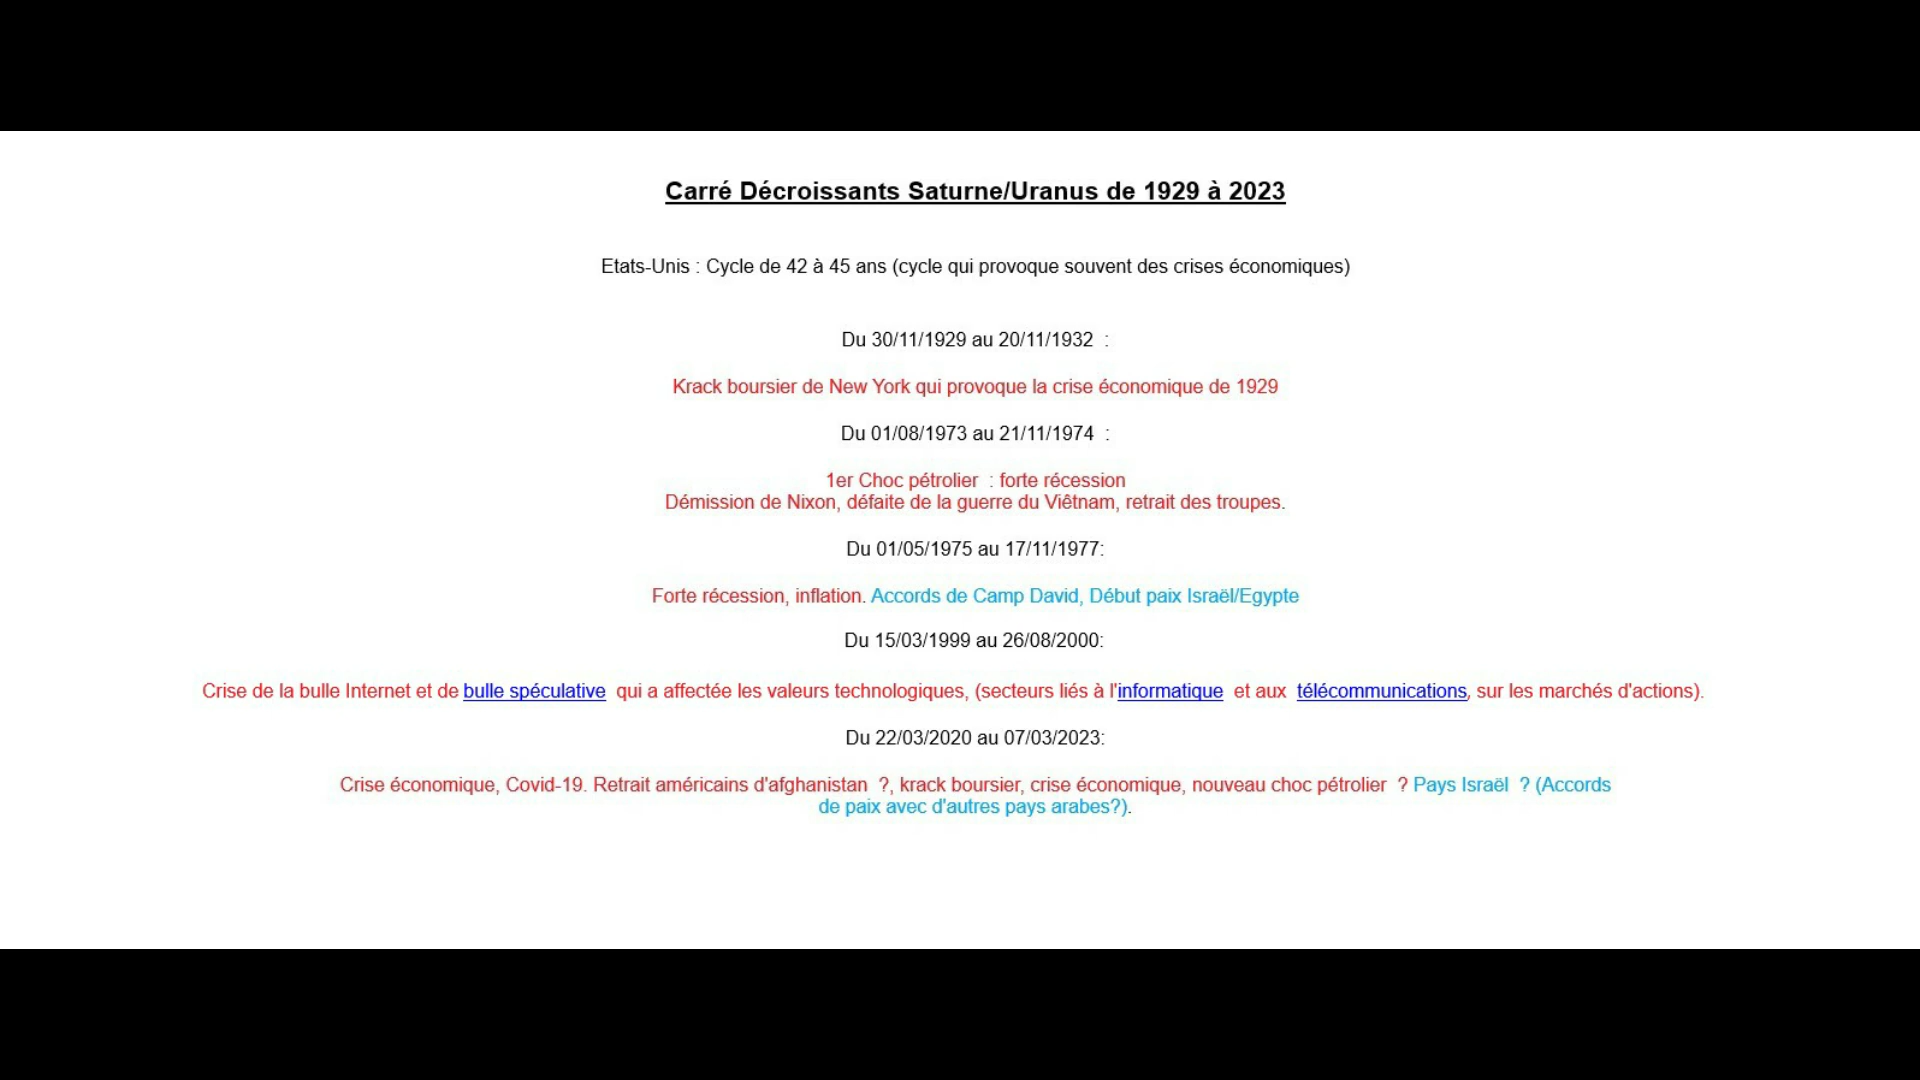 Carré Décroissants Saturne/Uranus de 1929 à 2023
Etats-Unis : Cycle de 42 à 45 ans (cycle qui provoque souvent des crises économiques)
Du 30/11/1929 au 20/11/1932  :
Krack boursier de New York qui provoque la crise économique de 1929
Du 01/08/1973 au 21/11/1974  :
1er Choc pétrolier  : forte récession
Démission de Nixon, défaite de la guerre du Viêtnam, retrait des troupes.
Du 01/05/1975 au 17/11/1977:
Forte récession, inflation. Accords de Camp David, Début paix Israël/Egypte
Du 15/03/1999 au 26/08/2000:
Crise de la bulle Internet et de bulle spéculative  qui a affectée les valeurs technologiques, (secteurs liés à l'informatique  et aux  télécommunications, sur les marchés d'actions).
Du 22/03/2020 au 07/03/2023:
Crise économique, Covid-19. Retrait américains d'afghanistan  ?, krack boursier, crise économique, nouveau choc pétrolier  ? Pays Israël  ? (Accords
de paix avec d'autres pays arabes?).